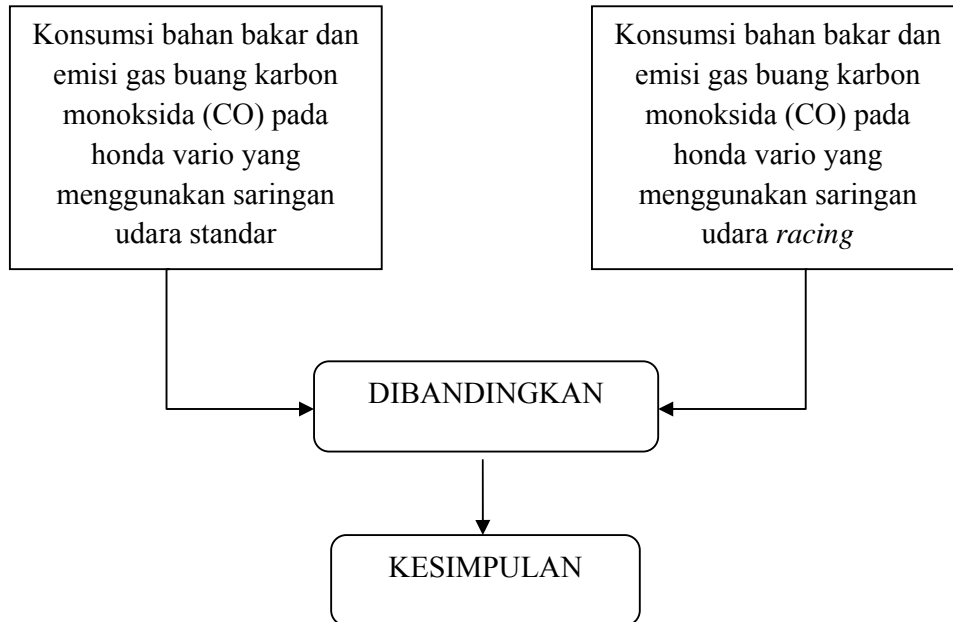 Konsumsi bahan bakar dan
emisi gas buang karbon
monoksida (CO) pada
honda vario yang
menggunakan saringan
udara standar
Konsumsi bahan bakar dan
emisi gas buang karbon
monoksida (CO) pada
honda vario yang
menggunakan saringan
udara racing
DIBANDINGKAN
KESIMPULAN